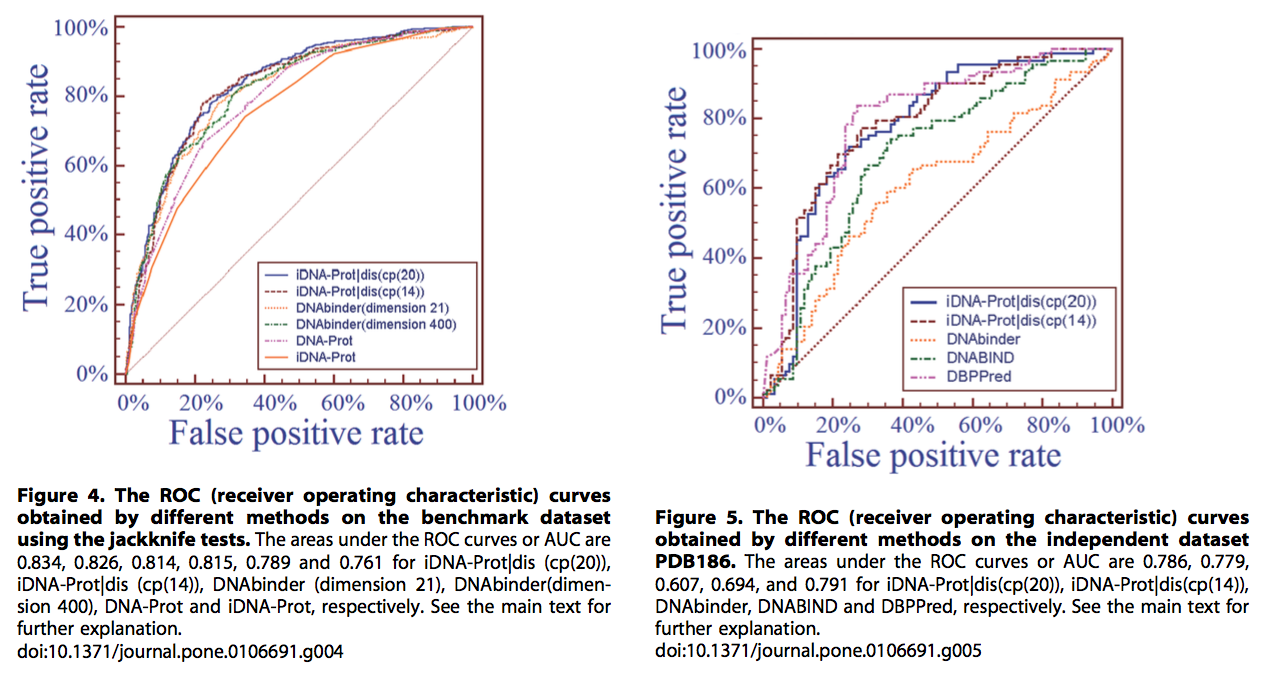 100%
80%
60%
40%
20%
0%
True positive rate
iDNA-Prot|dis(cp(20))
iDNA-Prot|dis(cp(14))
DNAbinder(dimension 21)
DNAbinder(dimension 400)
DNA-Prot
iDNA-Prot
0% 20% 40% 60% 80% 100%
False positive rate
Figure 4. The ROC (receiver operating characteristic) curves
obtained by different methods on the benchmark dataset
using the jackknife tests. The areas under the ROC curves or AUC are
0.834, 0.826, 0.814, 0.815, 0.789 and 0.761 for iDNA-Prot|dis (cp(20)),
iDNA-Prot|dis (cp(14)), DNAbinder (dimension 21), DNAbinder(dimen-
sion 400), DNA-Prot and iDNA-Prot, respectively. See the main text for
further explanation.
doi:10.1371/journal.pone.0106691.g004
100%
80%
60%
40%
20%
0%
True positive rate
iDNA-Prot|dis(cp(20))
iDNA-Prot|dis(cp(14))
DNAbinder
DNABIND
DBPPred
0% 20% 40% 60% 80% 100%
False positive rate
Figure 5. The ROC (receiver operating characteristic) curves
obtained by different methods on the independent dataset
PDB186. The areas under the ROC curves or AUC are 0.786, 0.779,
0.607, 0.694, and 0.791 for iDNA-Prot|dis(cp(20)), iDNA-Prot|dis(cp(14)),
DNAbinder, DNABIND and DBPPred, respectively. See the main text for
further explanation.
doi:10.1371/journal.pone.0106691.g005